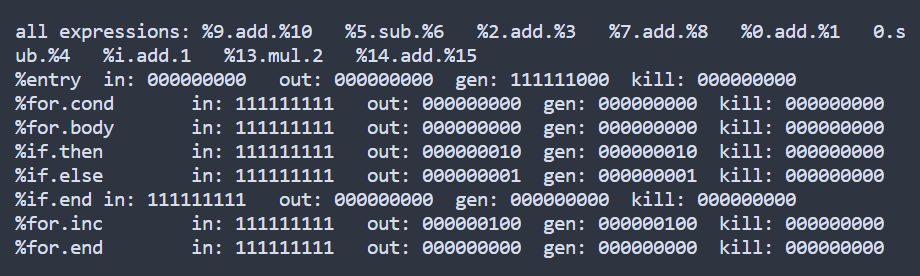 all expressions: %9.add.%10   %5.sub.%6   %2.add.%3   %7.add.%8   %0.add.%1   0.s
ub.%4   %i.add.1   %13.mul.2   %14.add.%15
%entry  in: 000000000   out: 000000000  gen: 111111000  kill: 000000000
%for.cond       in: 111111111   out: 000000000  gen: 000000000  kill: 000000000
%for.body       in: 111111111   out: 000000000  gen: 000000000  kill: 000000000
%if.then        in: 111111111   out: 000000010  gen: 000000010  kill: 000000000
%if.else        in: 111111111   out: 000000001  gen: 000000001  kill: 000000000
%if.end in: 111111111   out: 000000000  gen: 000000000  kill: 000000000
%for.inc        in: 111111111   out: 000000100  gen: 000000100  kill: 000000000
%for.end        in: 111111111   out: 000000000  gen: 000000000  kill: 000000000